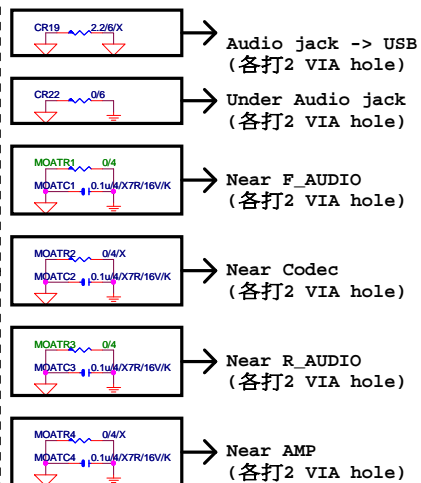 CR19 2.2/6/X
Audio jack -> USB
(各打2 VIA hole)
CR22 0/6
Under Audio jack
(各打2 VIA hole)
MOATR1 0/4
MOATC1 0.1u/4/X7R/16V/K
Near F_AUDIO
(各打2 VIA hole)
MOATR2 0/4/X
MOATC2 0.1u/4/X7R/16V/K
Near Codec
(各打2 VIA hole)
MOATR3 0/4
MOATC3 0.1u/4/X7R/16V/K
Near R_AUDIO
(各打2 VIA hole)
MOATR4 0/4/X
MOATC4 0.1u/4/X7R/16V/K
Near AMP
(各打2 VIA hole)